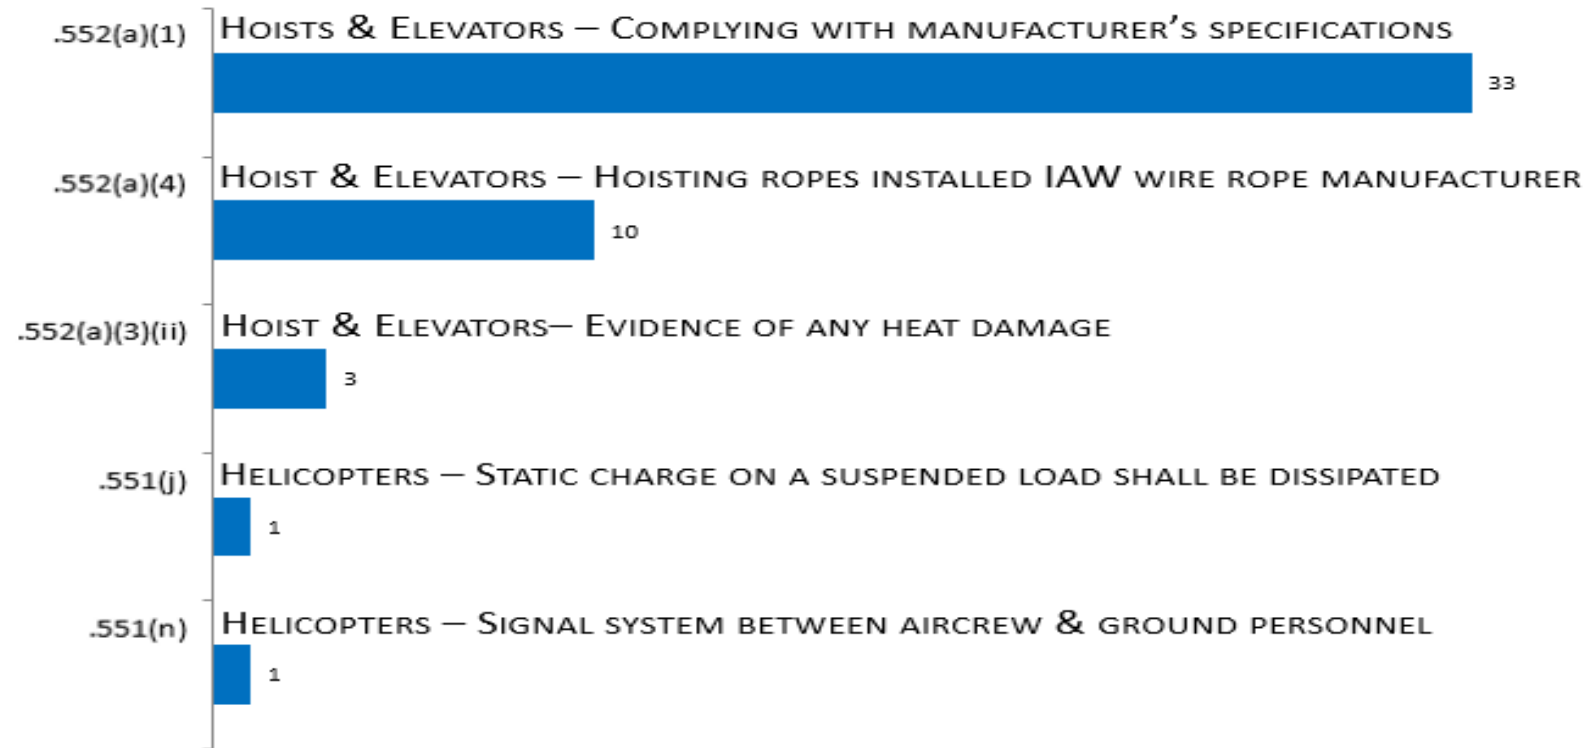 .552(a)(1) Hoists & Elevators – Complying with manufacturer’s specifications
33
.552(a)(4) Hoist & Elevators – Hoisting ropes installed IAW wire rope manufacturer
10
.552(a)(3)(ii) Hoist & Elevators– Evidence of any heat damage
3
.551(j) Helicopters – Static charge on a suspended load shall be dissipated
1
.551(n) Helicopters – Signal system between aircrew & ground personnel
1